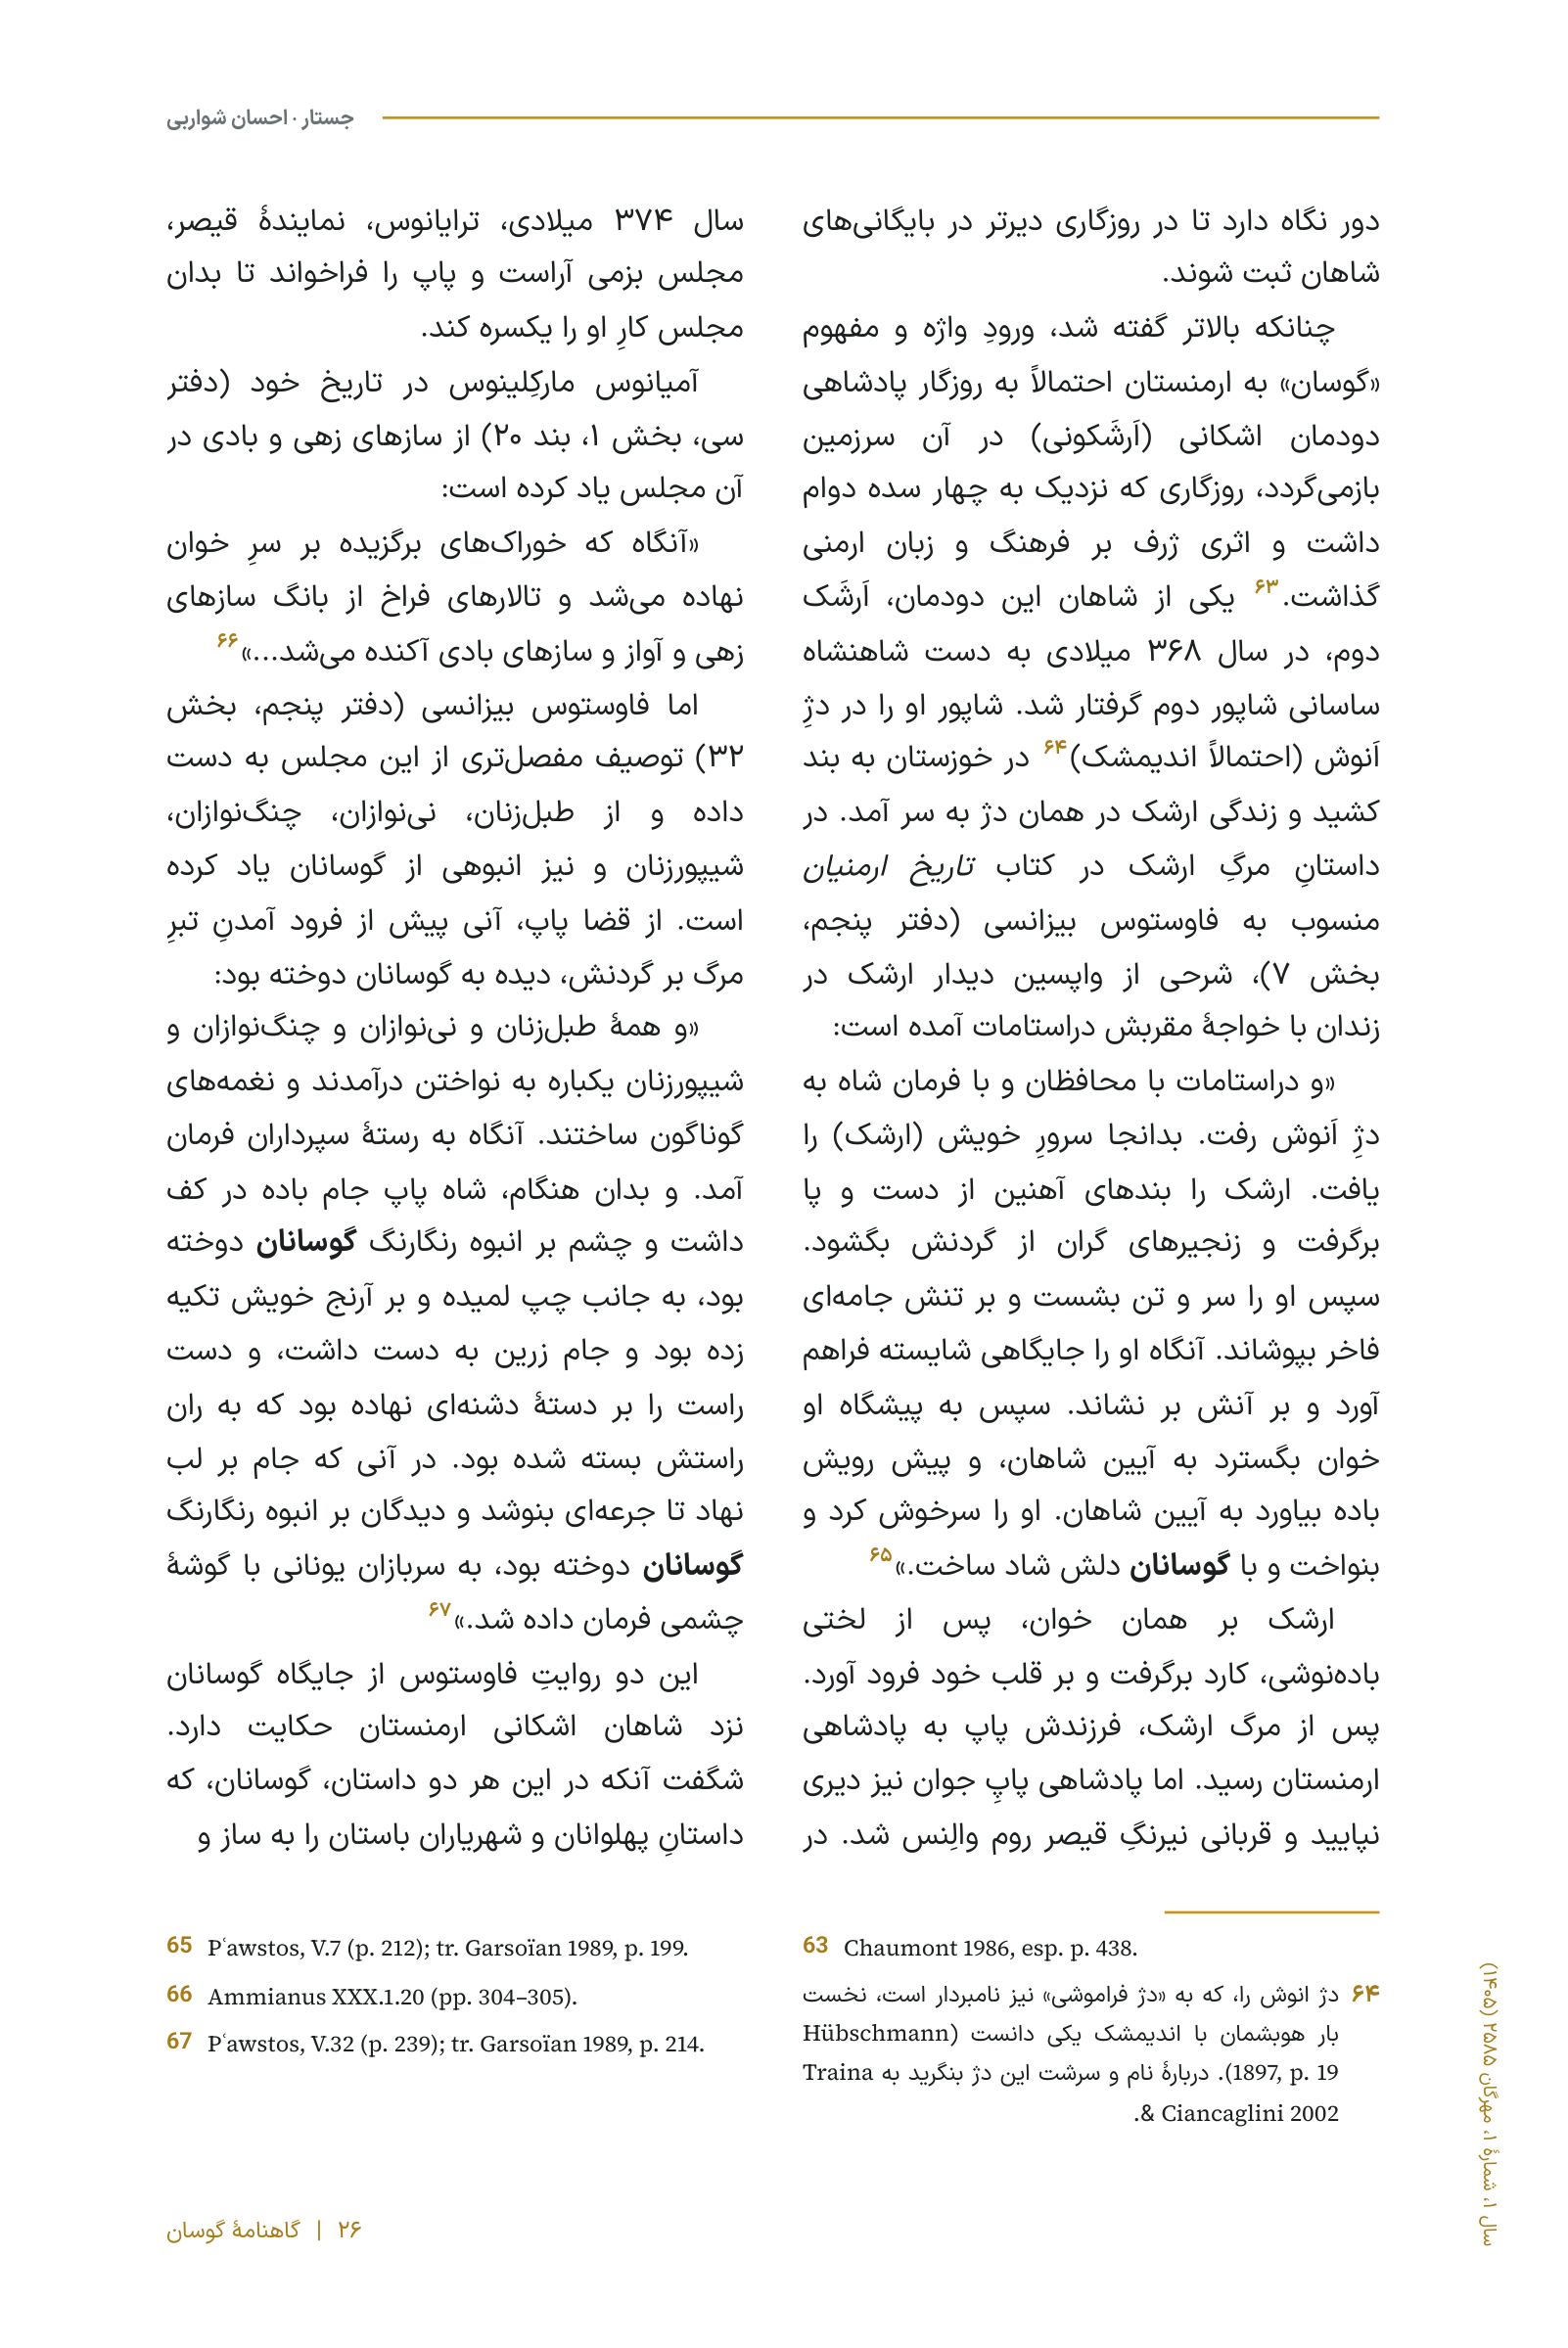 جستار · احسان شواربی
دور نگاه دارد تا در روزگاری دیرتر در بایگانی‌های
شاهان ثبت شوند.
چنانکه بالاتر گفته شد، ورودِ واژه و مفهوم
«گوسان» به ارمنستان احتمالاً به روزگار پادشاهی
دودمان اشکانی (اَرشَکونی) در آن سرزمین
بازمی‌گردد، روزگاری که نزدیک به چهار سده دوام
داشت و اثری ژرف بر فرهنگ و زبان ارمنی
گذاشت.۶۳ یکی از شاهان این دودمان، اَرشَک
دوم، در سال ۳۶۸ میلادی به دست شاهنشاه
ساسانی شاپور دوم گرفتار شد. شاپور او را در دژِ
اَنوش (احتمالاً اندیمشک)۶۴ در خوزستان به بند
کشید و زندگی ارشک در همان دژ به سر آمد. در
داستانِ مرگِ ارشک در کتاب تاریخ ارمنیان
منسوب به فاوستوس بیزانسی (دفتر پنجم،
بخش ۷)، شرحی از واپسین دیدار ارشک در
زندان با خواجهٔ مقربش دراستامات آمده است:
«و دراستامات با محافظان و با فرمان شاه به
دژِ اَنوش رفت. بدانجا سرورِ خویش (ارشک) را
یافت. ارشک را بندهای آهنین از دست و پا
برگرفت و زنجیرهای گران از گردنش بگشود.
سپس او را سر و تن بشست و بر تنش جامه‌ای
فاخر بپوشاند. آنگاه او را جایگاهی شایسته فراهم
آورد و بر آنش بر نشاند. سپس به پیشگاه او
خوان بگسترد به آیین شاهان، و پیش رویش
باده بیاورد به آیین شاهان. او را سرخوش کرد و
بنواخت و با گوسانان دلش شاد ساخت.»۶۵
ارشک بر همان خوان، پس از لختی
باده‌نوشی، کارد برگرفت و بر قلب خود فرود آورد.
پس از مرگ ارشک، فرزندش پاپ به پادشاهی
ارمنستان رسید. اما پادشاهی پاپِ جوان نیز دیری
نپایید و قربانی نیرنگِ قیصر روم والِنس شد. در
سال ۳۷۴ میلادی، ترایانوس، نمایندهٔ قیصر،
مجلس بزمی آراست و پاپ را فراخواند تا بدان
مجلس کارِ او را یکسره کند.
آمیانوس مارکِلینوس در تاریخ خود (دفتر
سی، بخش ۱، بند ۲۰) از سازهای زهی و بادی در
آن مجلس یاد کرده است:
«آنگاه که خوراک‌های برگزیده بر سرِ خوان
نهاده می‌شد و تالارهای فراخ از بانگ سازهای
زهی و آواز و سازهای بادی آکنده می‌شد...»۶۶
اما فاوستوس بیزانسی (دفتر پنجم، بخش
۳۲) توصیف مفصل‌تری از این مجلس به دست
داده و از طبل‌زنان، نی‌نوازان، چنگ‌نوازان،
شیپورزنان و نیز انبوهی از گوسانان یاد کرده
است. از قضا پاپ، آنی پیش از فرود آمدنِ تبرِ
مرگ بر گردنش، دیده به گوسانان دوخته بود:
«و همهٔ طبل‌زنان و نی‌نوازان و چنگ‌نوازان و
شیپورزنان یکباره به نواختن درآمدند و نغمه‌های
گوناگون ساختند. آنگاه به رستهٔ سپرداران فرمان
آمد. و بدان هنگام، شاه پاپ جام باده در کف
داشت و چشم بر انبوه رنگارنگ گوسانان دوخته
بود، به جانب چپ لمیده و بر آرنج خویش تکیه
زده بود و جام زرین به دست داشت، و دست
راست را بر دستهٔ دشنه‌ای نهاده بود که به ران
راستش بسته شده بود. در آنی که جام بر لب
نهاد تا جرعه‌ای بنوشد و دیدگان بر انبوه رنگارنگ
گوسانان دوخته بود، به سربازان یونانی با گوشهٔ
چشمی فرمان داده شد.»۶۷
این دو روایتِ فاوستوس از جایگاه گوسانان
نزد شاهان اشکانی ارمنستان حکایت دارد.
شگفت آنکه در این هر دو داستان، گوسانان، که
داستانِ پهلوانان و شهریاران باستان را به ساز و
63 Chaumont 1986, esp. p. 438.
۶۴ دژ انوش را، که به «دژ فراموشی» نیز نامبردار است، نخست
بار هوبشمان با اندیمشک یکی دانست (Hübschmann
1897, p. 19). دربارهٔ نام و سرشت این دژ بنگرید به Traina
& Ciancaglini 2002.
65 Pʿawstos, V.7 (p. 212); tr. Garsoïan 1989, p. 199.
66 Ammianus XXX.1.20 (pp. 304–305).
67 Pʿawstos, V.32 (p. 239); tr. Garsoïan 1989, p. 214.
سال ۱، شمارهٔ ۱، مهرگان ۲۵۸۵ (۱۴۰۵)
۲۶ | گاهنامهٔ گوسان